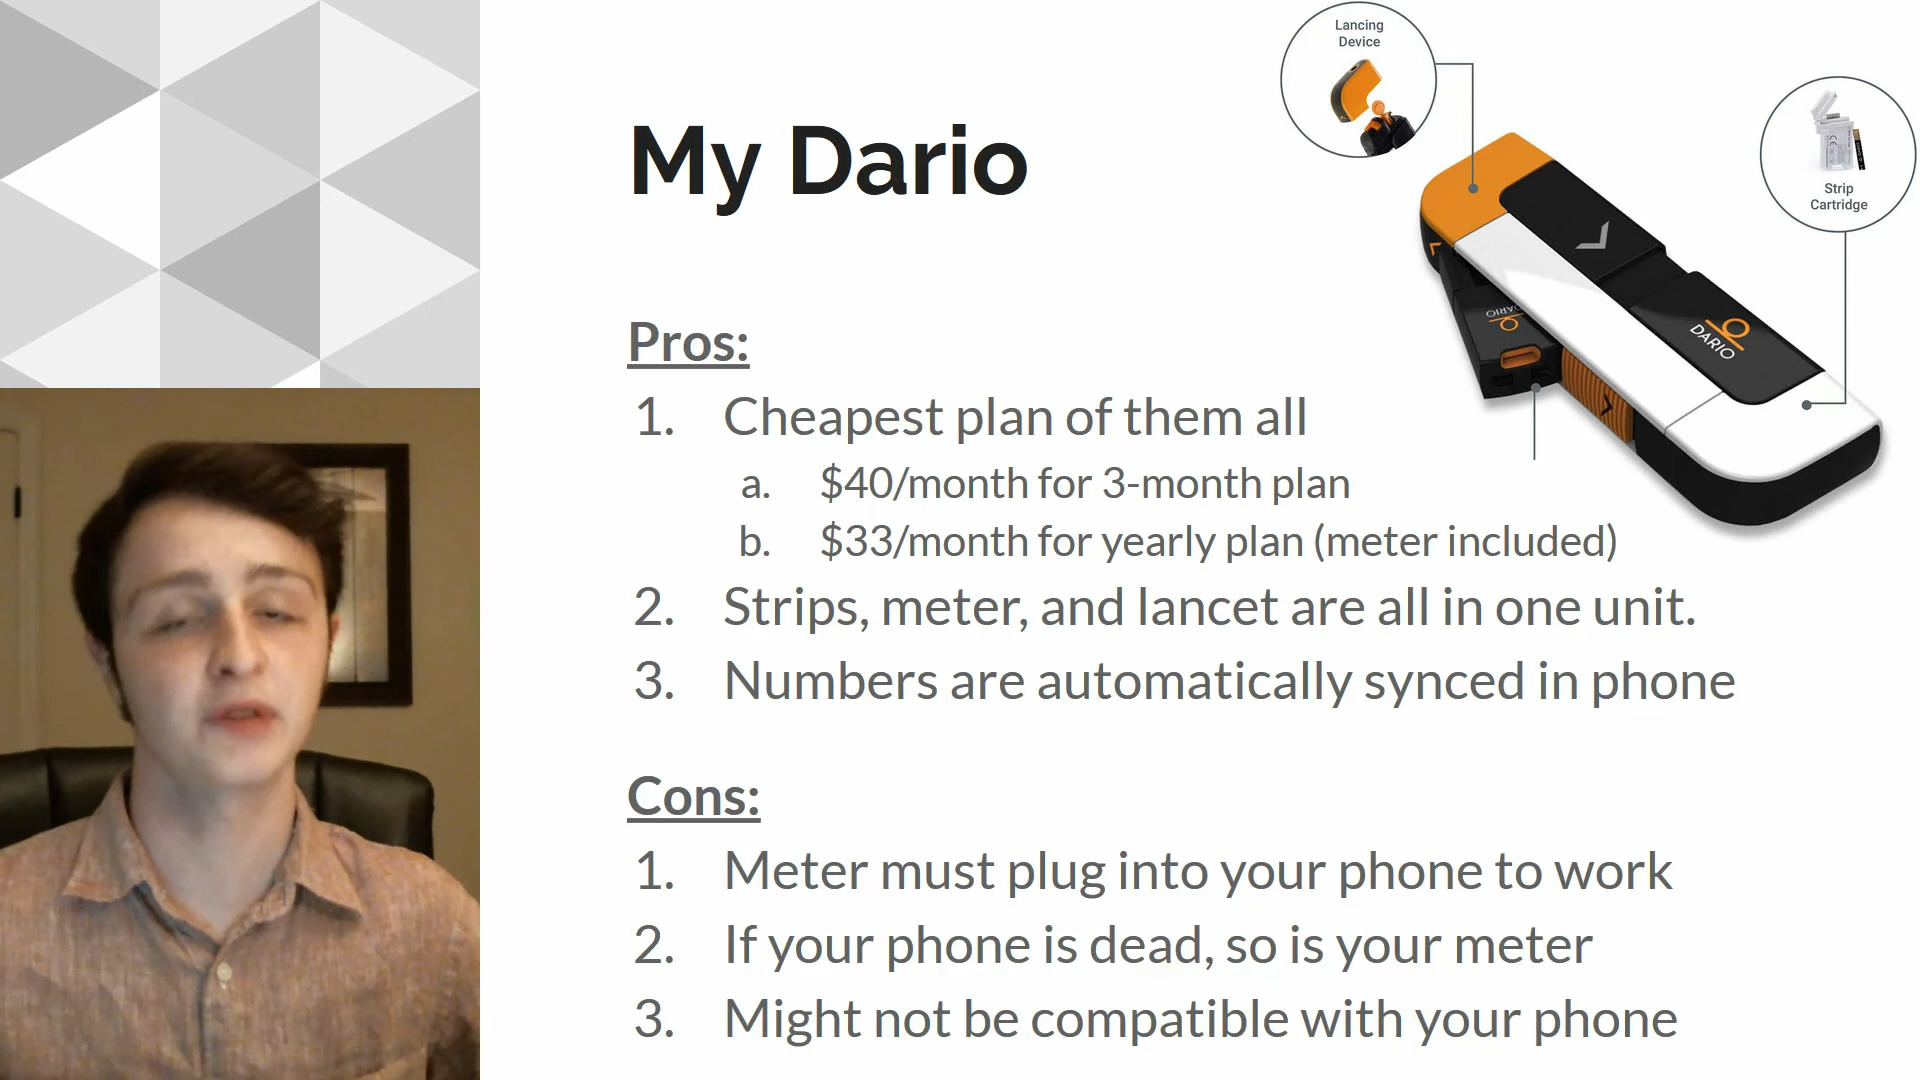 Lancing
Device
Strip
Cartridge
My Dario
DARIO
DARIO
Pros:
1. Cheapest plan of them all
a. $40/month for 3-month plan
b. $33/month for yearly plan (meter included)
2. Strips, meter, and lancet are all in one unit.
3. Numbers are automatically synced in phone
Cons:
1. Meter must plug into your phone to work
2. If your phone is dead, so is your meter
3. Might not be compatible with your phone